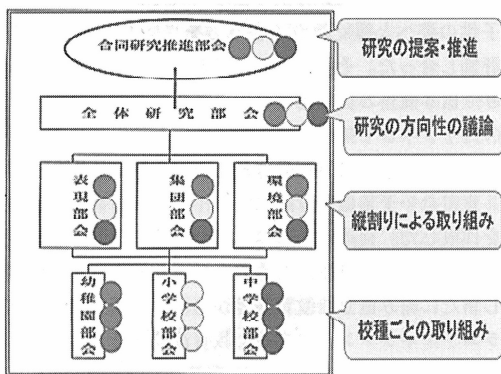 合同研究推進部会
研究の提案・推進
全体研究部会
研究の方向性の議論
表現部会
集団部会
環境部会
縦割りによる取り組み
幼稚園部会
小学校部会
中学校部会
校種ごとの取り組み